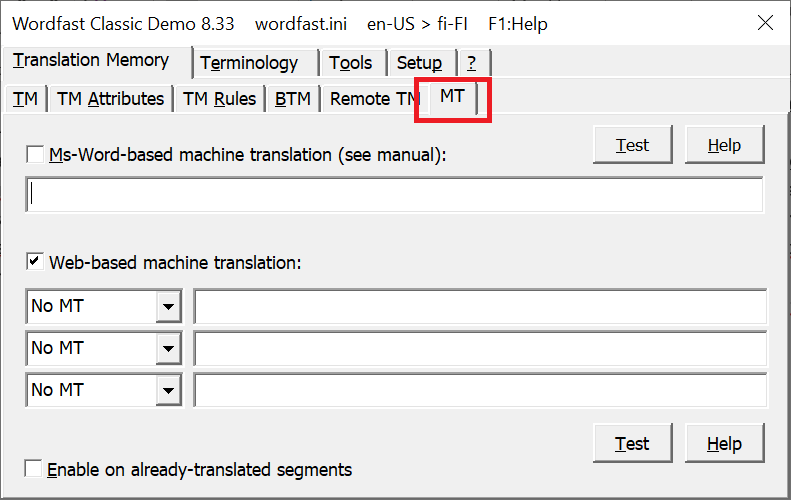 Wordfast Classic Demo 8.33 wordfast.ini en-US > fi-FI F1:Help
Translation Memory Terminology Tools Setup ?
TM TM Attributes TM Rules BTM Remote TM MT
Ms-Word-based machine translation (see manual): Test Help
Web-based machine translation:
No MT
No MT
No MT
Test Help
Enable on already-translated segments